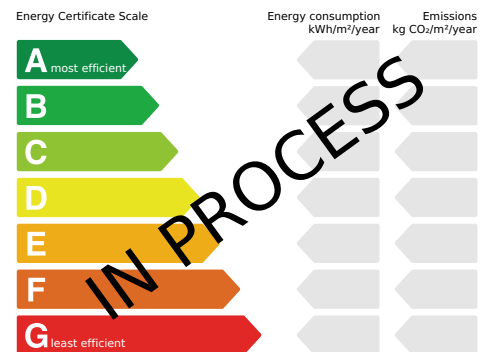 Energy Certificate Scale
Energy consumption
kWh/m²/year
Emissions
kg CO₂/m²/year
A most efficient
B
C
D
E
F
G least efficient
IN PROCESS